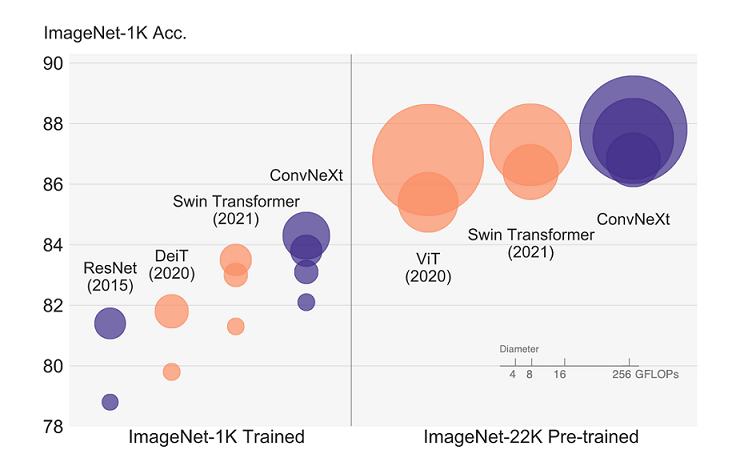 ImageNet-1K Acc.
90
88
86
84
82
80
78
ConvNeXt
Swin Transformer
(2021)
DeiT
(2020)
ResNet
(2015)
ConvNeXt
Swin Transformer
(2021)
ViT
(2020)
Diameter
4 8 16 256 GFLOPs
ImageNet-1K Trained
ImageNet-22K Pre-trained